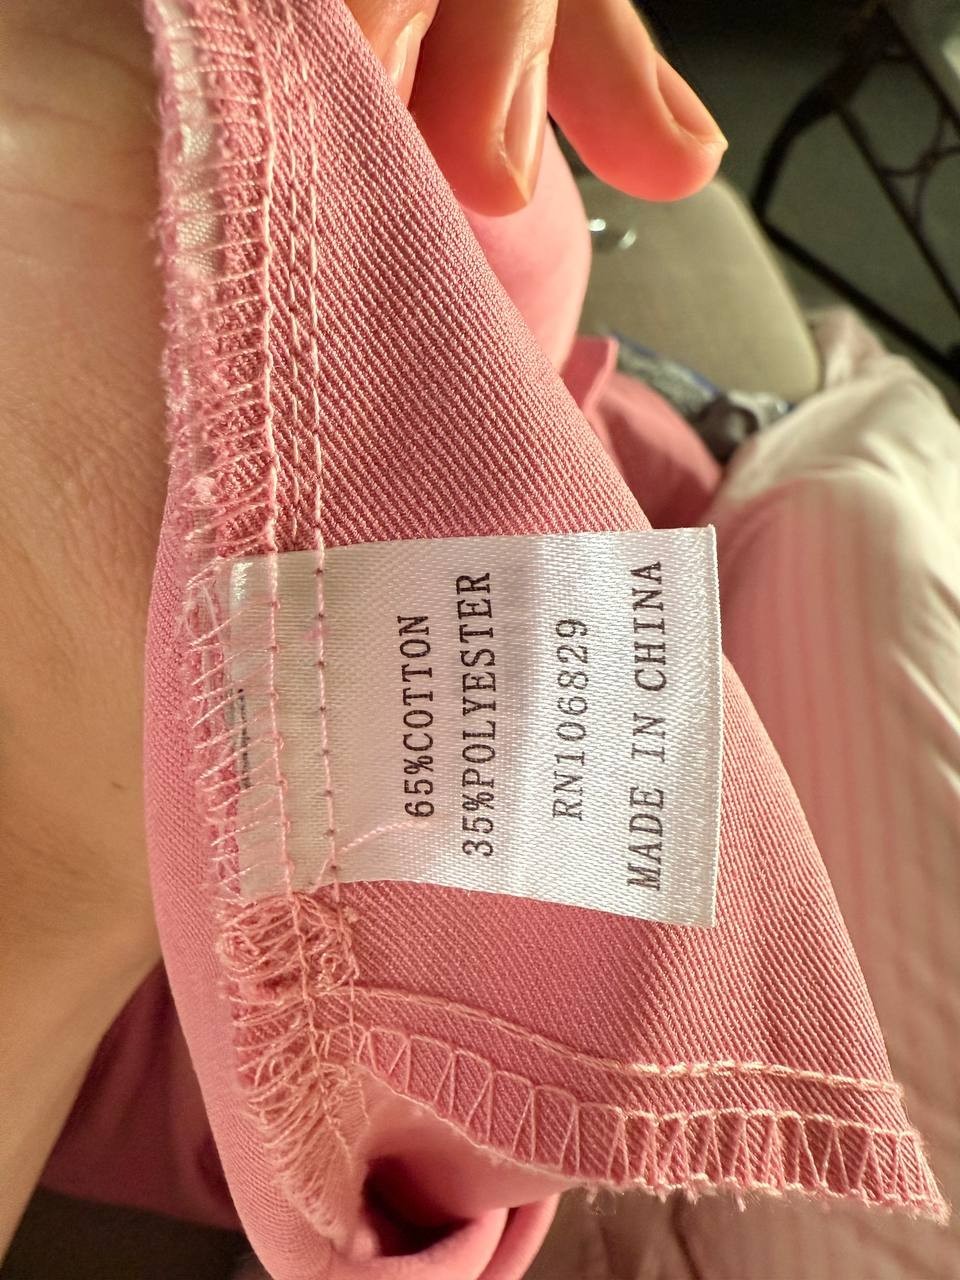 65%COTTON
35%POLYESTER
RN106829
MADE IN CHINA